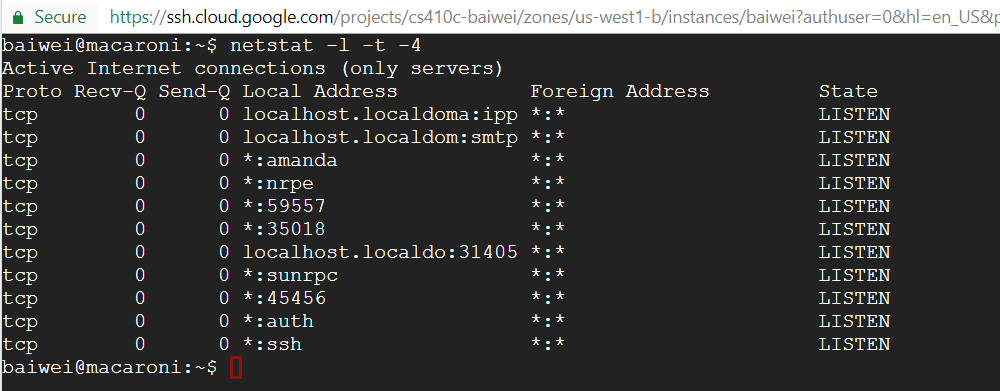 Secure https://ssh.cloud.google.com/projects/cs410c-baiwei/zones/us-west1-b/instances/baiwei?authuser=0&hl=en_US&p
baiwei@macaroni:~$ netstat -l -t -4
Active Internet connections (only servers)
Proto Recv-Q Send-Q Local Address Foreign Address State
tcp 0 0 localhost.localdoma:ipp *:* LISTEN
tcp 0 0 localhost.localdom:smtp *:* LISTEN
tcp 0 0 *:amanda *:* LISTEN
tcp 0 0 *:nrpe *:* LISTEN
tcp 0 0 *:59557 *:* LISTEN
tcp 0 0 *:35018 *:* LISTEN
tcp 0 0 localhost.localdo:31405 *:* LISTEN
tcp 0 0 *:sunrpc *:* LISTEN
tcp 0 0 *:45456 *:* LISTEN
tcp 0 0 *:auth *:* LISTEN
tcp 0 0 *:ssh *:* LISTEN
baiwei@macaroni:~$